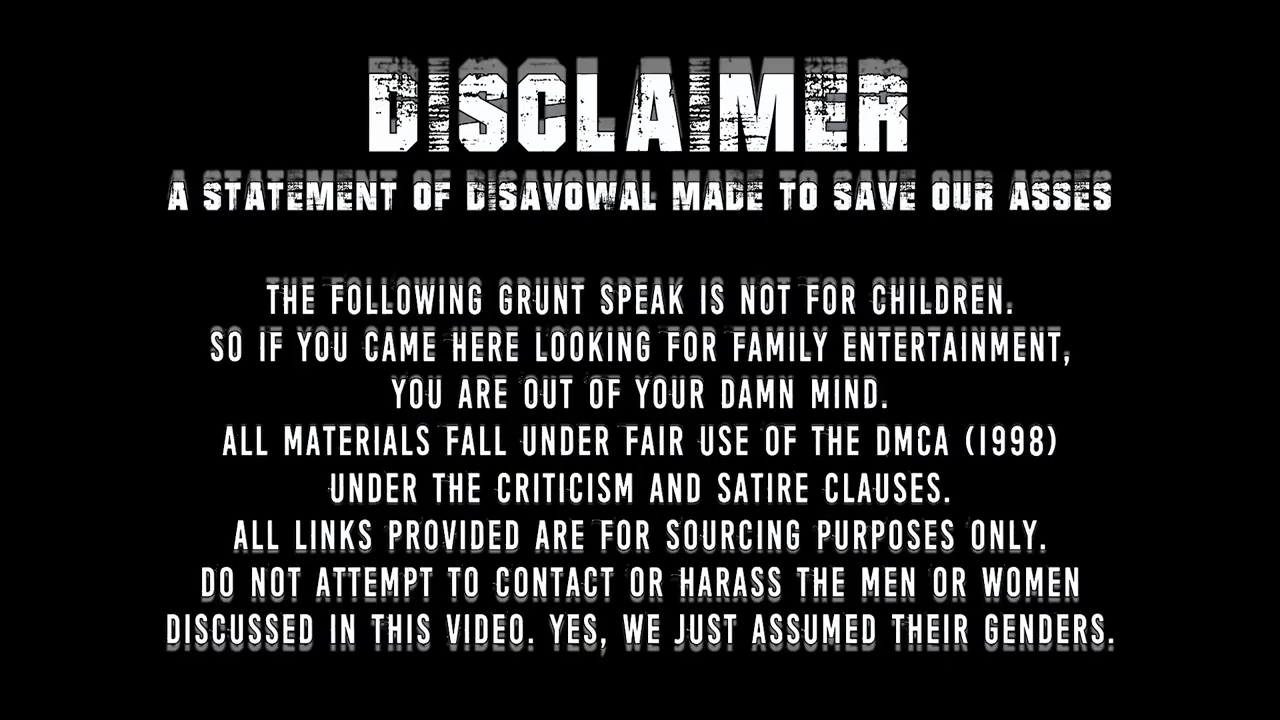 DISCLAIMER
A STATEMENT OF DISAVOWAL MADE TO SAVE OUR ASSES
THE FOLLOWING GRUNT SPEAK IS NOT FOR CHILDREN.
SO IF YOU CAME HERE LOOKING FOR FAMILY ENTERTAINMENT,
YOU ARE OUT OF YOUR DAMN MIND.
ALL MATERIALS FALL UNDER FAIR USE OF THE DMCA (1998)
UNDER THE CRITICISM AND SATIRE CLAUSES.
ALL LINKS PROVIDED ARE FOR SOURCING PURPOSES ONLY.
DO NOT ATTEMPT TO CONTACT OR HARASS THE MEN OR WOMEN
DISCUSSED IN THIS VIDEO. YES, WE JUST ASSUMED THEIR GENDERS.